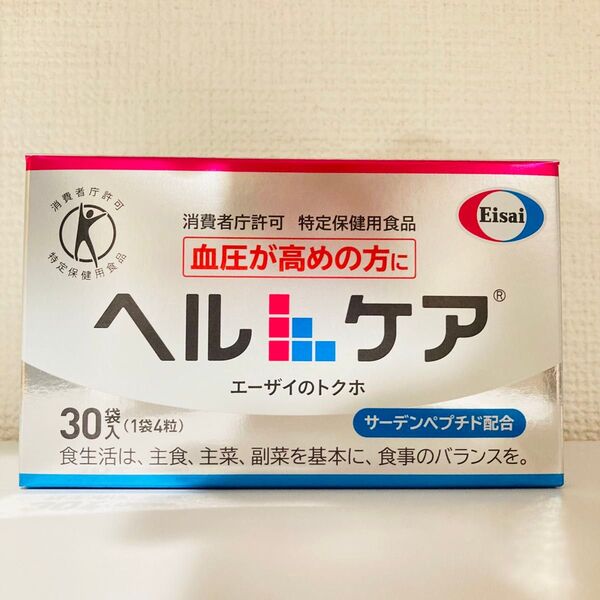 消費者庁許可
特定保健用食品
消費者庁許可 特定保健用食品
Eisai
血圧が高めの方に
ヘルケア®
エーザイのトクホ
30袋入(1袋4粒)
サーデンペプチド配合
食生活は、主食、主菜、副菜を基本に、食事のバランスを。